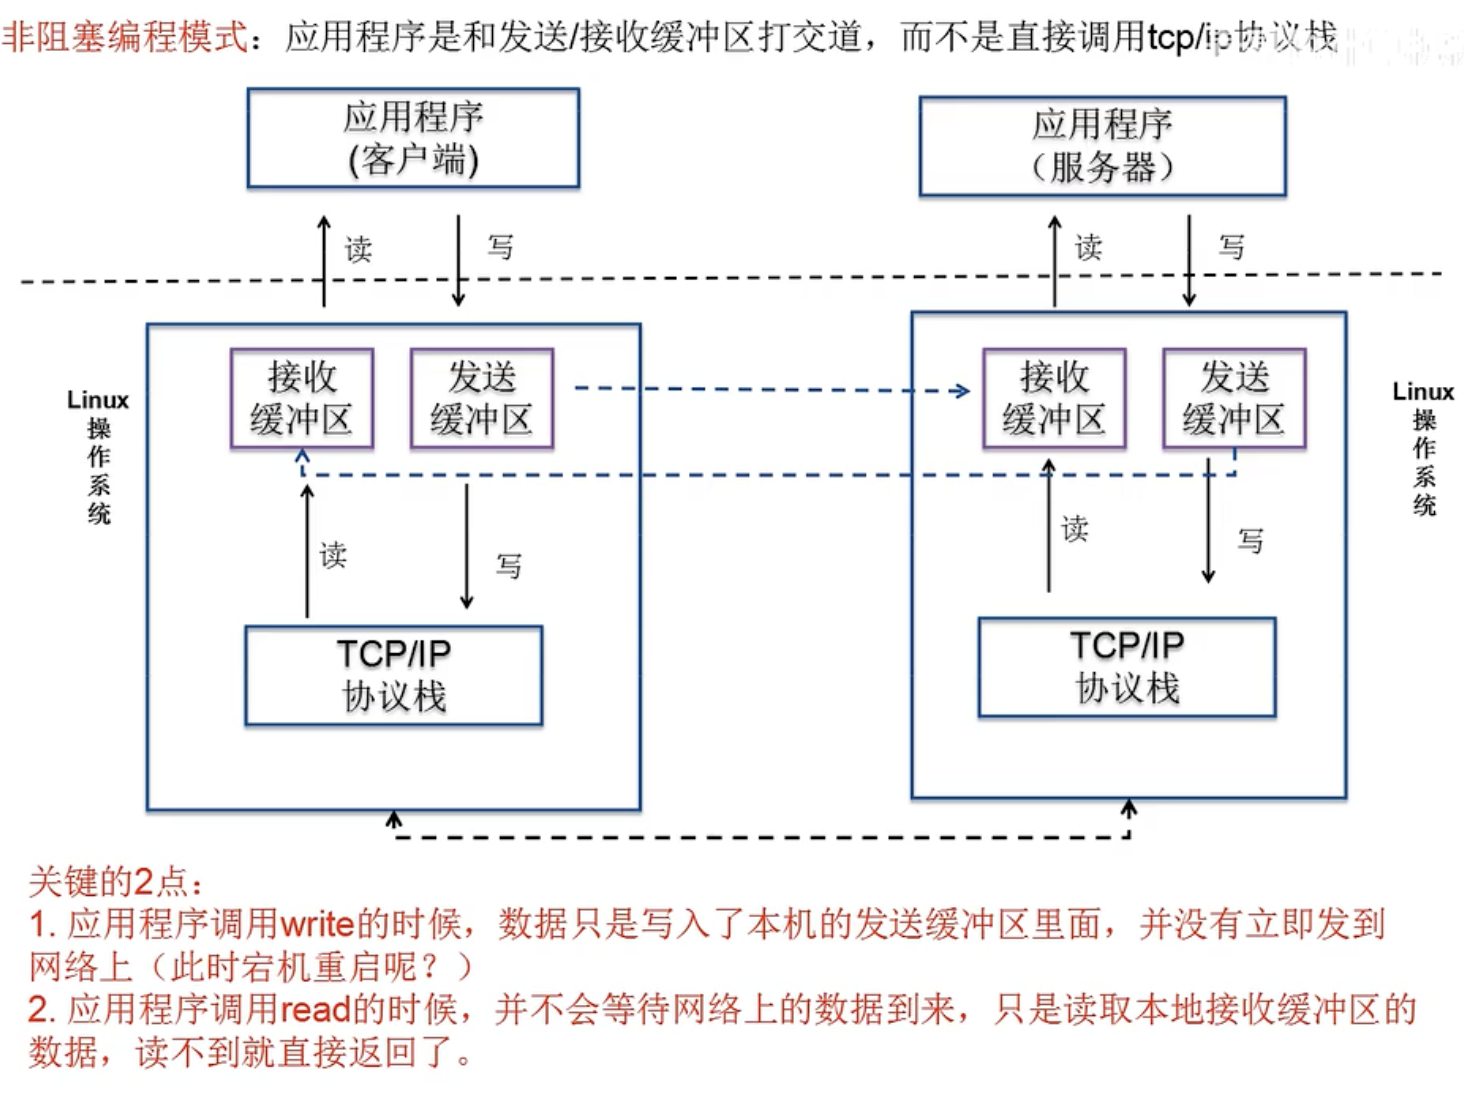 非阻塞编程模式：应用程序是和发送/接收缓冲区打交道，而不是直接调用tcp/ip协议栈
应用程序
(客户端)
应用程序
（服务器）
读
写
读
写
Linux
操
作
系
统
接收
缓冲区
发送
缓冲区
接收
缓冲区
发送
缓冲区
Linux
操
作
系
统
读
写
读
写
TCP/IP
协议栈
TCP/IP
协议栈
关键的2点：
1. 应用程序调用write的时候，数据只是写入了本机的发送缓冲区里面，并没有立即发到
网络上（此时宕机重启呢？）
2. 应用程序调用read的时候，并不会等待网络上的数据到来，只是读取本地接收缓冲区的
数据，读不到就直接返回了。